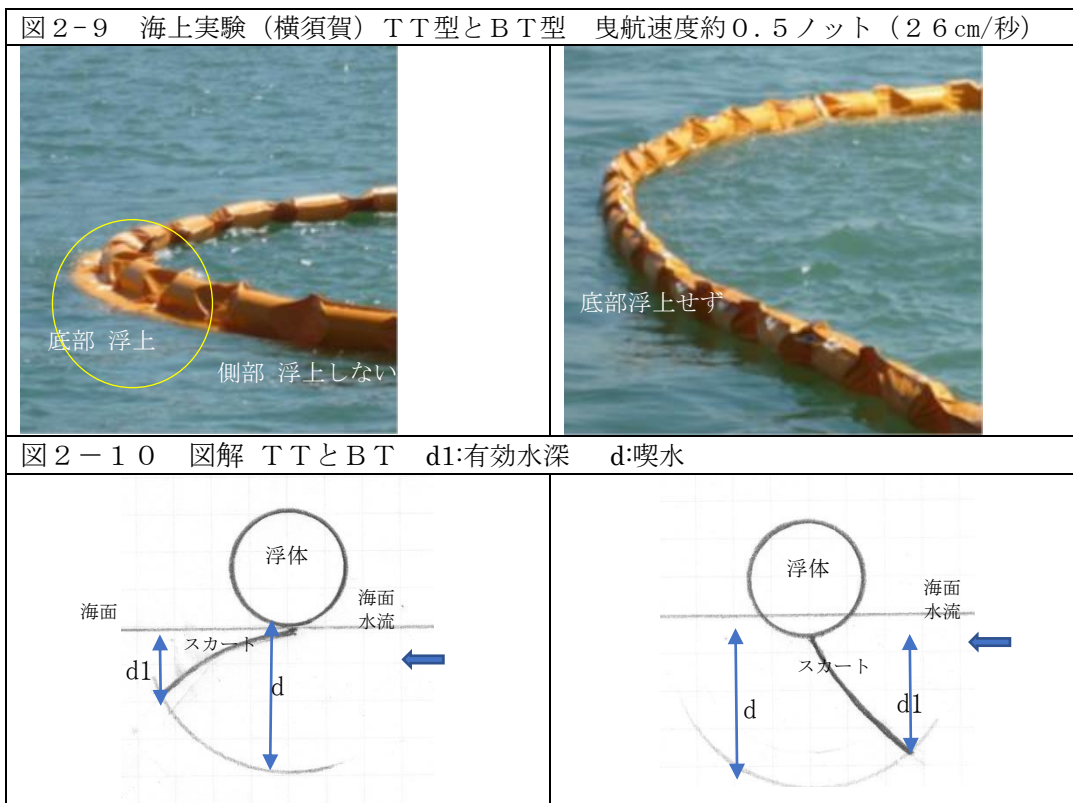 図2-9 海上実験（横須賀）TT型とBT型 曳航速度約0.5ノット（26㎝/秒）
底部 浮上
側部 浮上しない
底部浮上せず
図2－10 図解 TTとBT d1:有効水深 d:喫水
浮体
海面
海面
水流
スカート
d1
d
浮体
海面
水流
スカート
d
d1